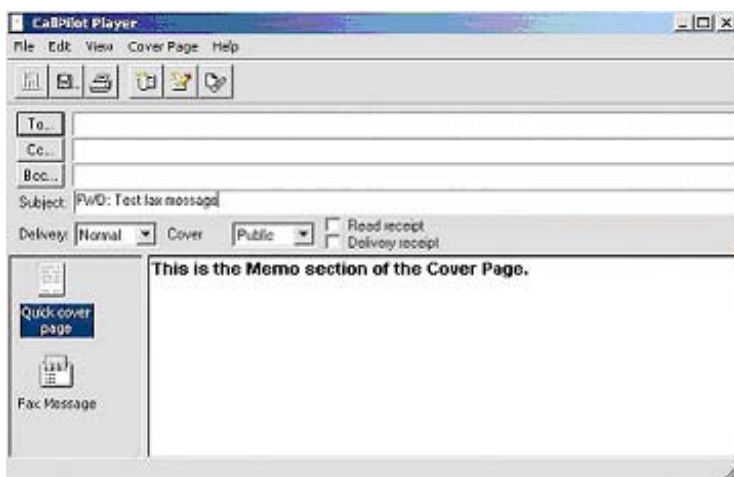 CallPilot Player
File Edit View Cover Page Help
To...
Cc...
Bcc...
Subject: FWD: Test fax message
Delivery: Normal Cover Public Read receipt
Delivery receipt
This is the Memo section of the Cover Page.
Quick cover
page
Fax Message